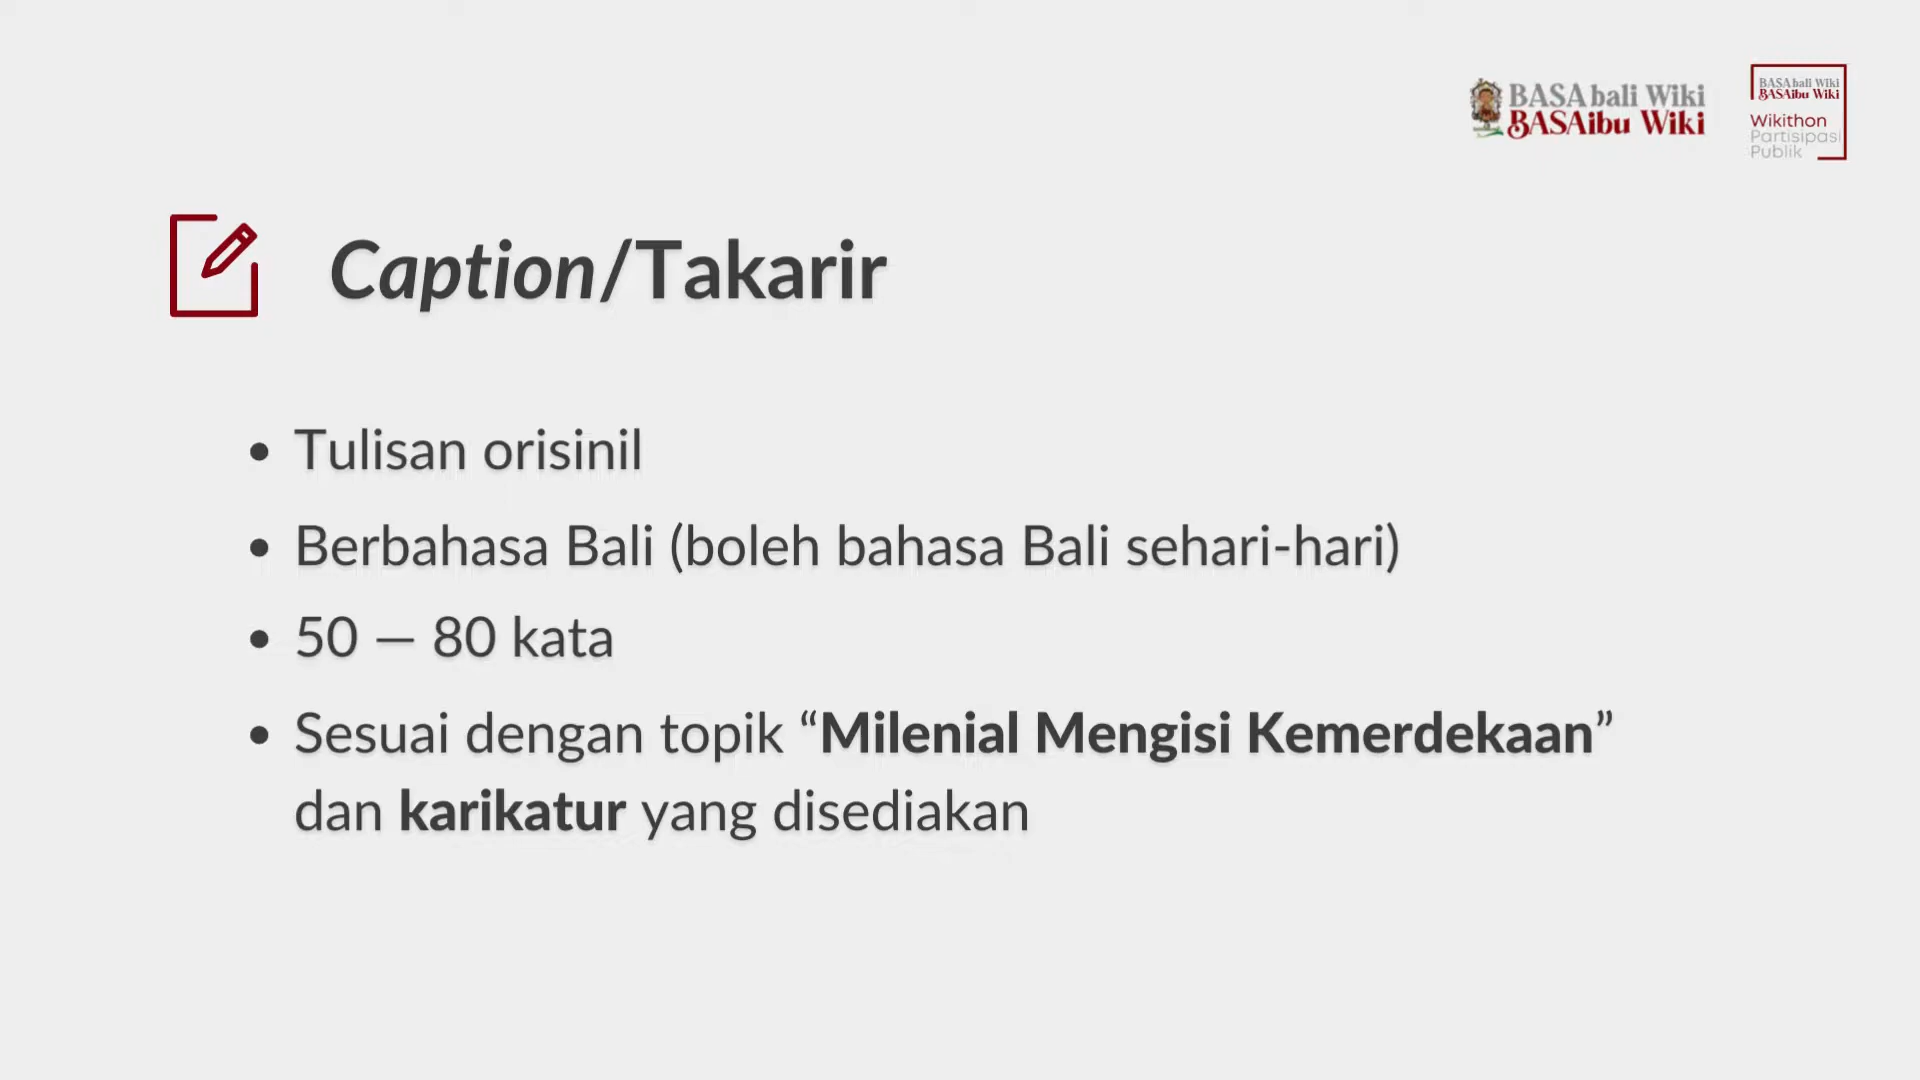 BASAbali Wiki
BASAibu Wiki
BASAbali Wiki
BASAibu Wiki
Wikithon
Partisipasi
Publik
Caption/Takarir
• Tulisan orisinil
• Berbahasa Bali (boleh bahasa Bali sehari-hari)
• 50 — 80 kata
• Sesuai dengan topik “Milenial Mengisi Kemerdekaan”
dan karikatur yang disediakan